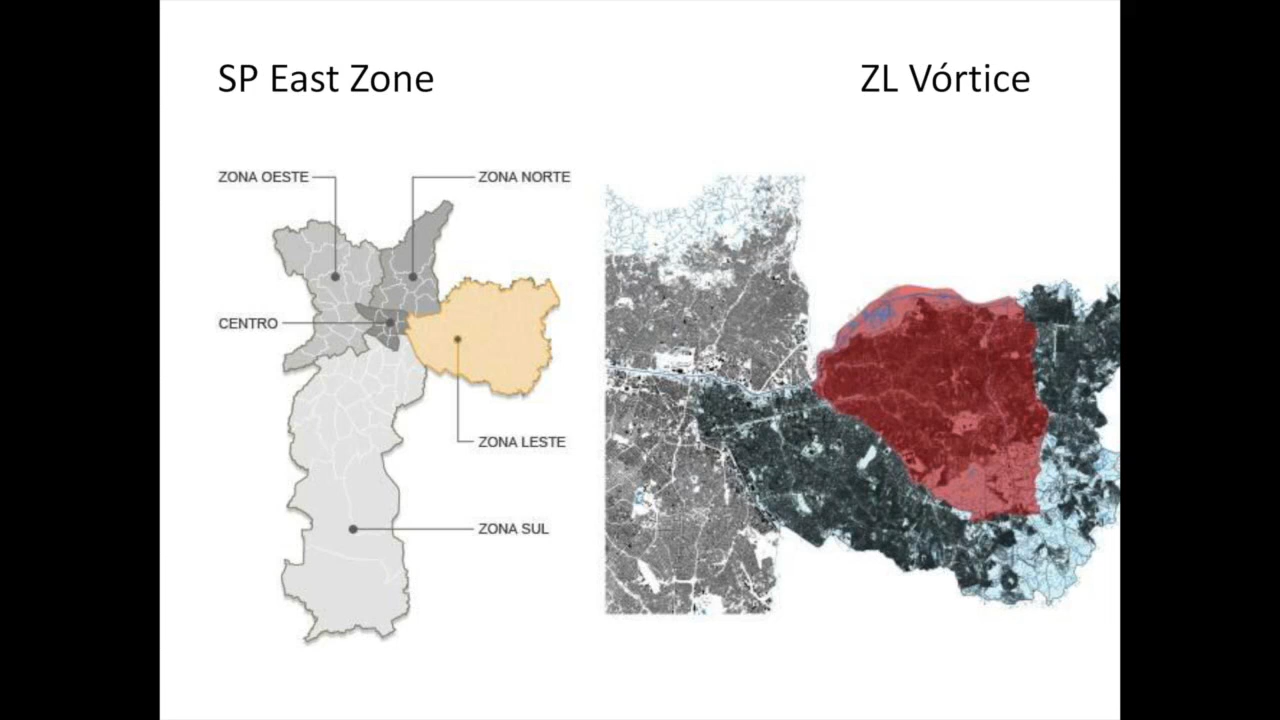 SP East Zone
ZL Vórtice
ZONA OESTE
ZONA NORTE
CENTRO
ZONA LESTE
ZONA SUL